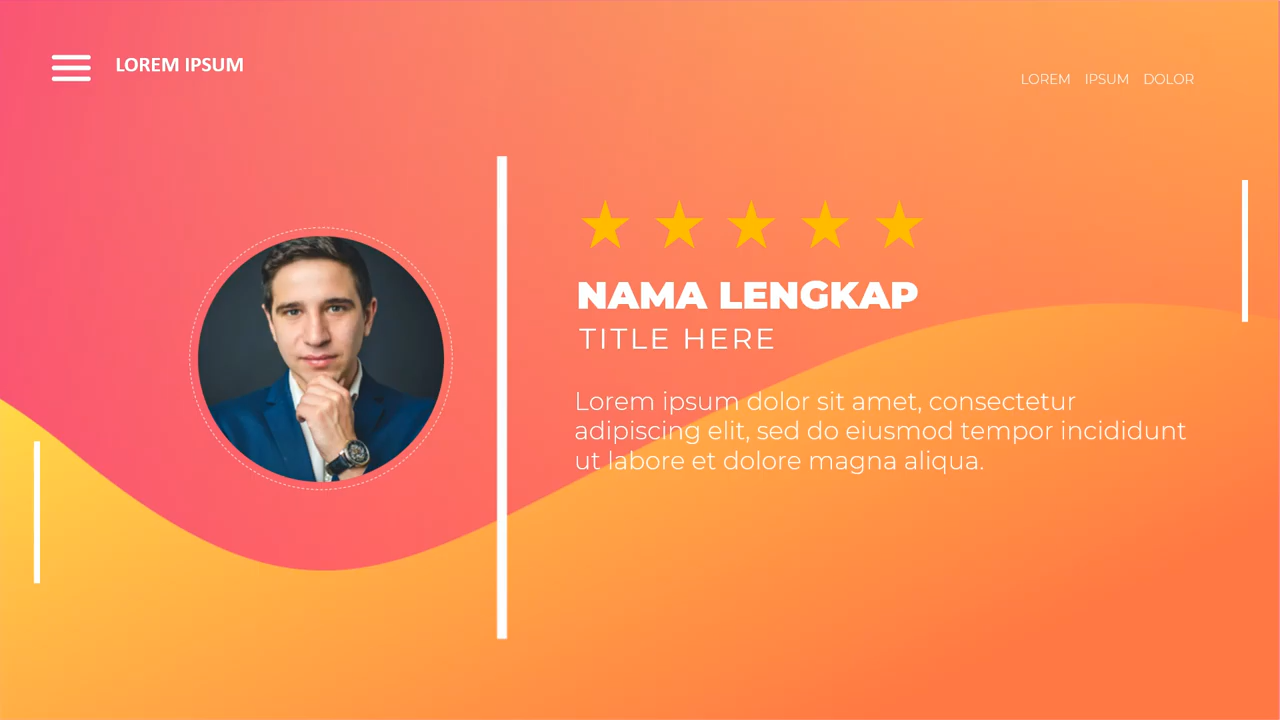 LOREM IPSUM
LOREM IPSUM DOLOR
NAMA LENGKAP
TITLE HERE
Lorem ipsum dolor sit amet, consectetur
adipiscing elit, sed do eiusmod tempor incididunt
ut labore et dolore magna aliqua.